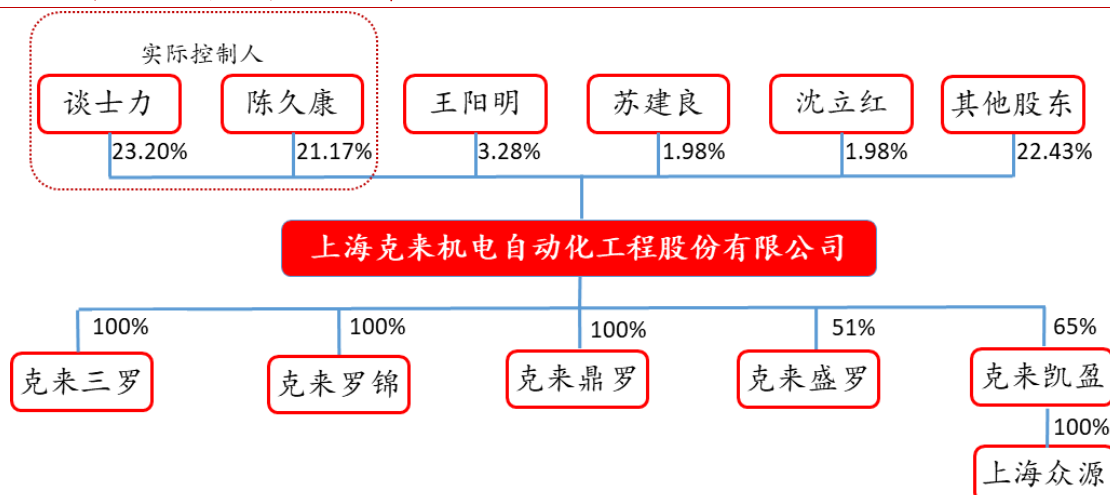 实际控制人
谈士力
陈久康
王阳明
苏建良
沈立红
其他股东
23.20%
21.17%
3.28%
1.98%
1.98%
22.43%
上海克来机电自动化工程股份有限公司
100%
100%
100%
51%
65%
克来三罗
克来罗锦
克来鼎罗
克来盛罗
克来凯盈
100%
上海众源